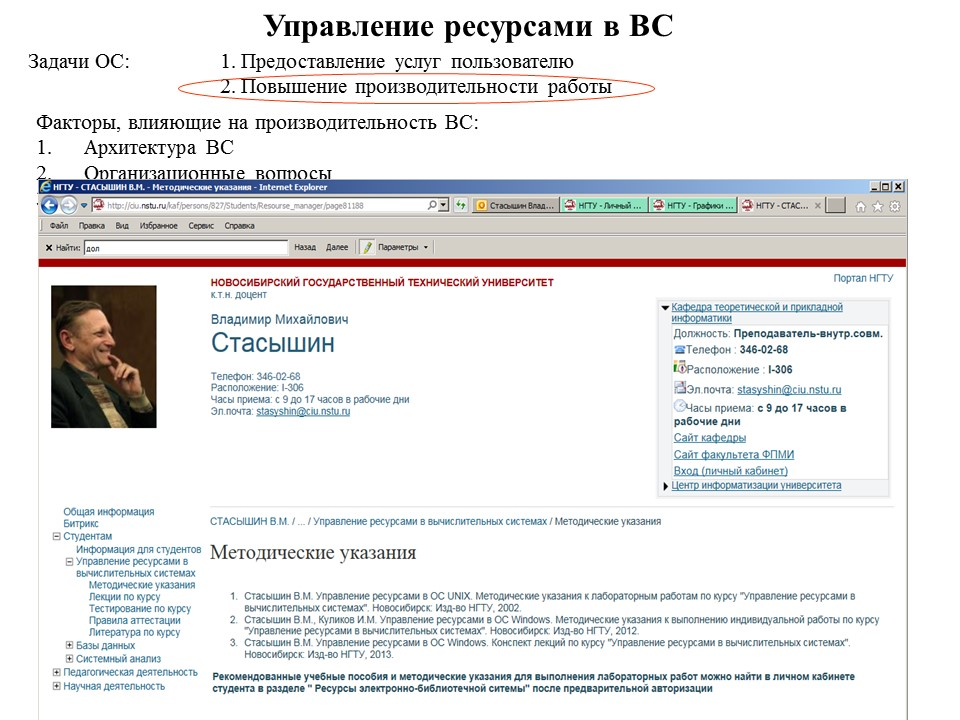 Управление ресурсами в ВС
Задачи ОС: 1. Предоставление услуг пользователю
2. Повышение производительности работы
Факторы, влияющие на производительность ВС:
1. Архитектура ВС
2. Организационные вопросы
НГТУ - СТАСЫШИН В.М. - Методические указания - Internet Explorer
http://ciu.nstu.ru/kaf/persons/827/Students/Resourse_manager/page81188
Стасышин Влад...
НГТУ - Личный ...
НГТУ - Графики ...
НГТУ - СТАС...
Файл Правка Вид Избранное Сервис Справка
Найти: дол Назад Далее Параметры
Портал НГТУ
НОВОСИБИРСКИЙ ГОСУДАРСТВЕННЫЙ ТЕХНИЧЕСКИЙ УНИВЕРСИТЕТ
к.т.н. доцент
Владимир Михайлович
Стасышин
Телефон: 346-02-68
Расположение: I-306
Часы приема: с 9 до 17 часов в рабочие дни
Эл.почта: stasyshin@ciu.nstu.ru
Кафедра теоретической и прикладной
информатики
Должность: Преподаватель-внутр.совм.
Телефон : 346-02-68
Расположение : I-306
Эл.почта: stasyshin@ciu.nstu.ru
Часы приема: с 9 до 17 часов в
рабочие дни
Сайт кафедры
Сайт факультета ФПМИ
Вход (личный кабинет)
Центр информатизации университета
Общая информация
Битрикс
Студентам
Информация для студентов
Управление ресурсами в
вычислительных системах
Методические указания
Лекции по курсу
Тестирование по курсу
Правила аттестации
Литература по курсу
Базы данных
Системный анализ
Педагогическая деятельность
Научная деятельность
СТАСЫШИН В.М. / ... / Управление ресурсами в вычислительных системах / Методические указания
Методические указания
1. Стасышин В.М. Управление ресурсами в ОС UNIX. Методические указания к лабораторным работам по курсу "Управление ресурсами в
вычислительных системах". Новосибирск: Изд-во НГТУ, 2002.
2. Стасышин В.М., Куликов И.М. Управление ресурсами в ОС Windows. Методические указания к выполнению индивидуальной работы по курсу
"Управление ресурсами в вычислительных системах". Новосибирск: Изд-во НГТУ, 2012.
3. Стасышин В.М. Управление ресурсами в ОС Windows. Конспект лекций по курсу "Управление ресурсами в вычислительных системах".
Новосибирск: Изд-во НГТУ, 2013.
Рекомендованные учебные пособия и методические указания для выполнения лабораторных работ можно найти в личном кабинете
студента в разделе " Ресурсы электронно-библиотечной ситемы" после предварительной авторизации